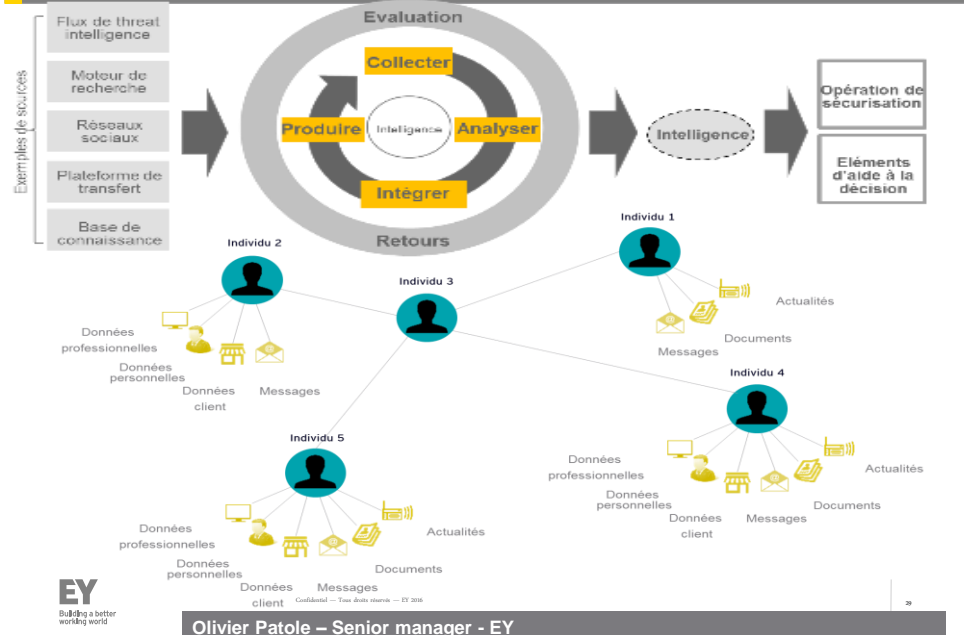 Exemples de sources
Flux de threat
intelligence
Moteur de
recherche
Réseaux
sociaux
Plateforme de
transfert
Base de
connaissance
Evaluation
Collecter
Produire
Intelligence
Analyser
Intégrer
Retours
Intelligence
Opération de
sécurisation
Eléments
d'aide à la
décision
Individu 1
Actualités
Documents
Messages
Individu 2
Données
professionnelles
Données
personnelles
Données
client
Messages
Individu 3
Individu 4
Données
professionnelles
Données
personnelles
Données
client
Messages
Documents
Actualités
Individu 5
Données
professionnelles
Données
personnelles
Données
client
Messages
Documents
Actualités
EY
Building a better
working world
Confidentiel — Tous droits réservés — EY 2016
29
Olivier Patole – Senior manager - EY